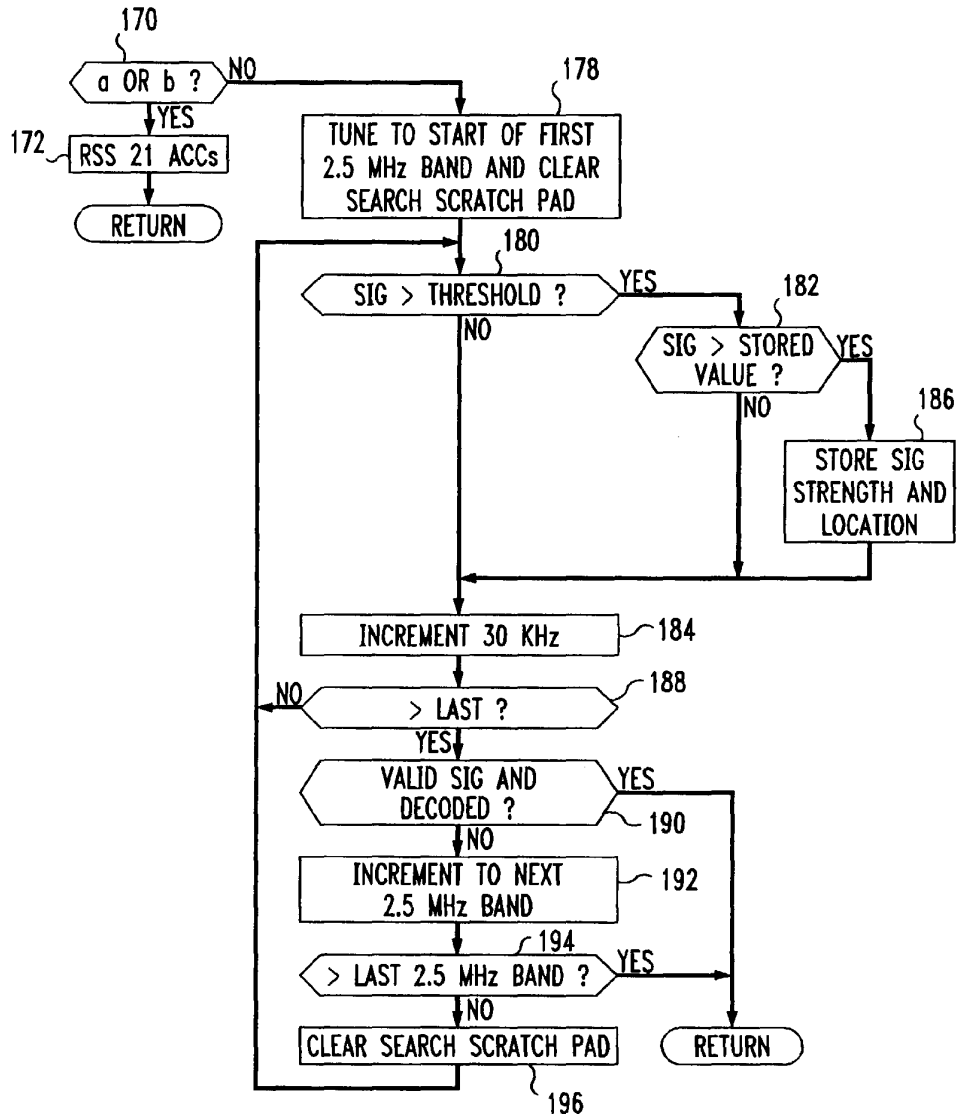 170
a OR b ?
NO
YES
172
RSS 21 ACCs
RETURN
178
TUNE TO START OF FIRST
2.5 MHz BAND AND CLEAR
SEARCH SCRATCH PAD
180
SIG > THRESHOLD ?
YES
NO
182
SIG > STORED
VALUE ?
YES
NO
186
STORE SIG
STRENGTH AND
LOCATION
INCREMENT 30 KHz
184
188
NO
> LAST ?
YES
VALID SIG AND
DECODED ?
YES
190
NO
INCREMENT TO NEXT
2.5 MHz BAND
192
194
> LAST 2.5 MHz BAND ?
YES
NO
CLEAR SEARCH SCRATCH PAD
196
RETURN